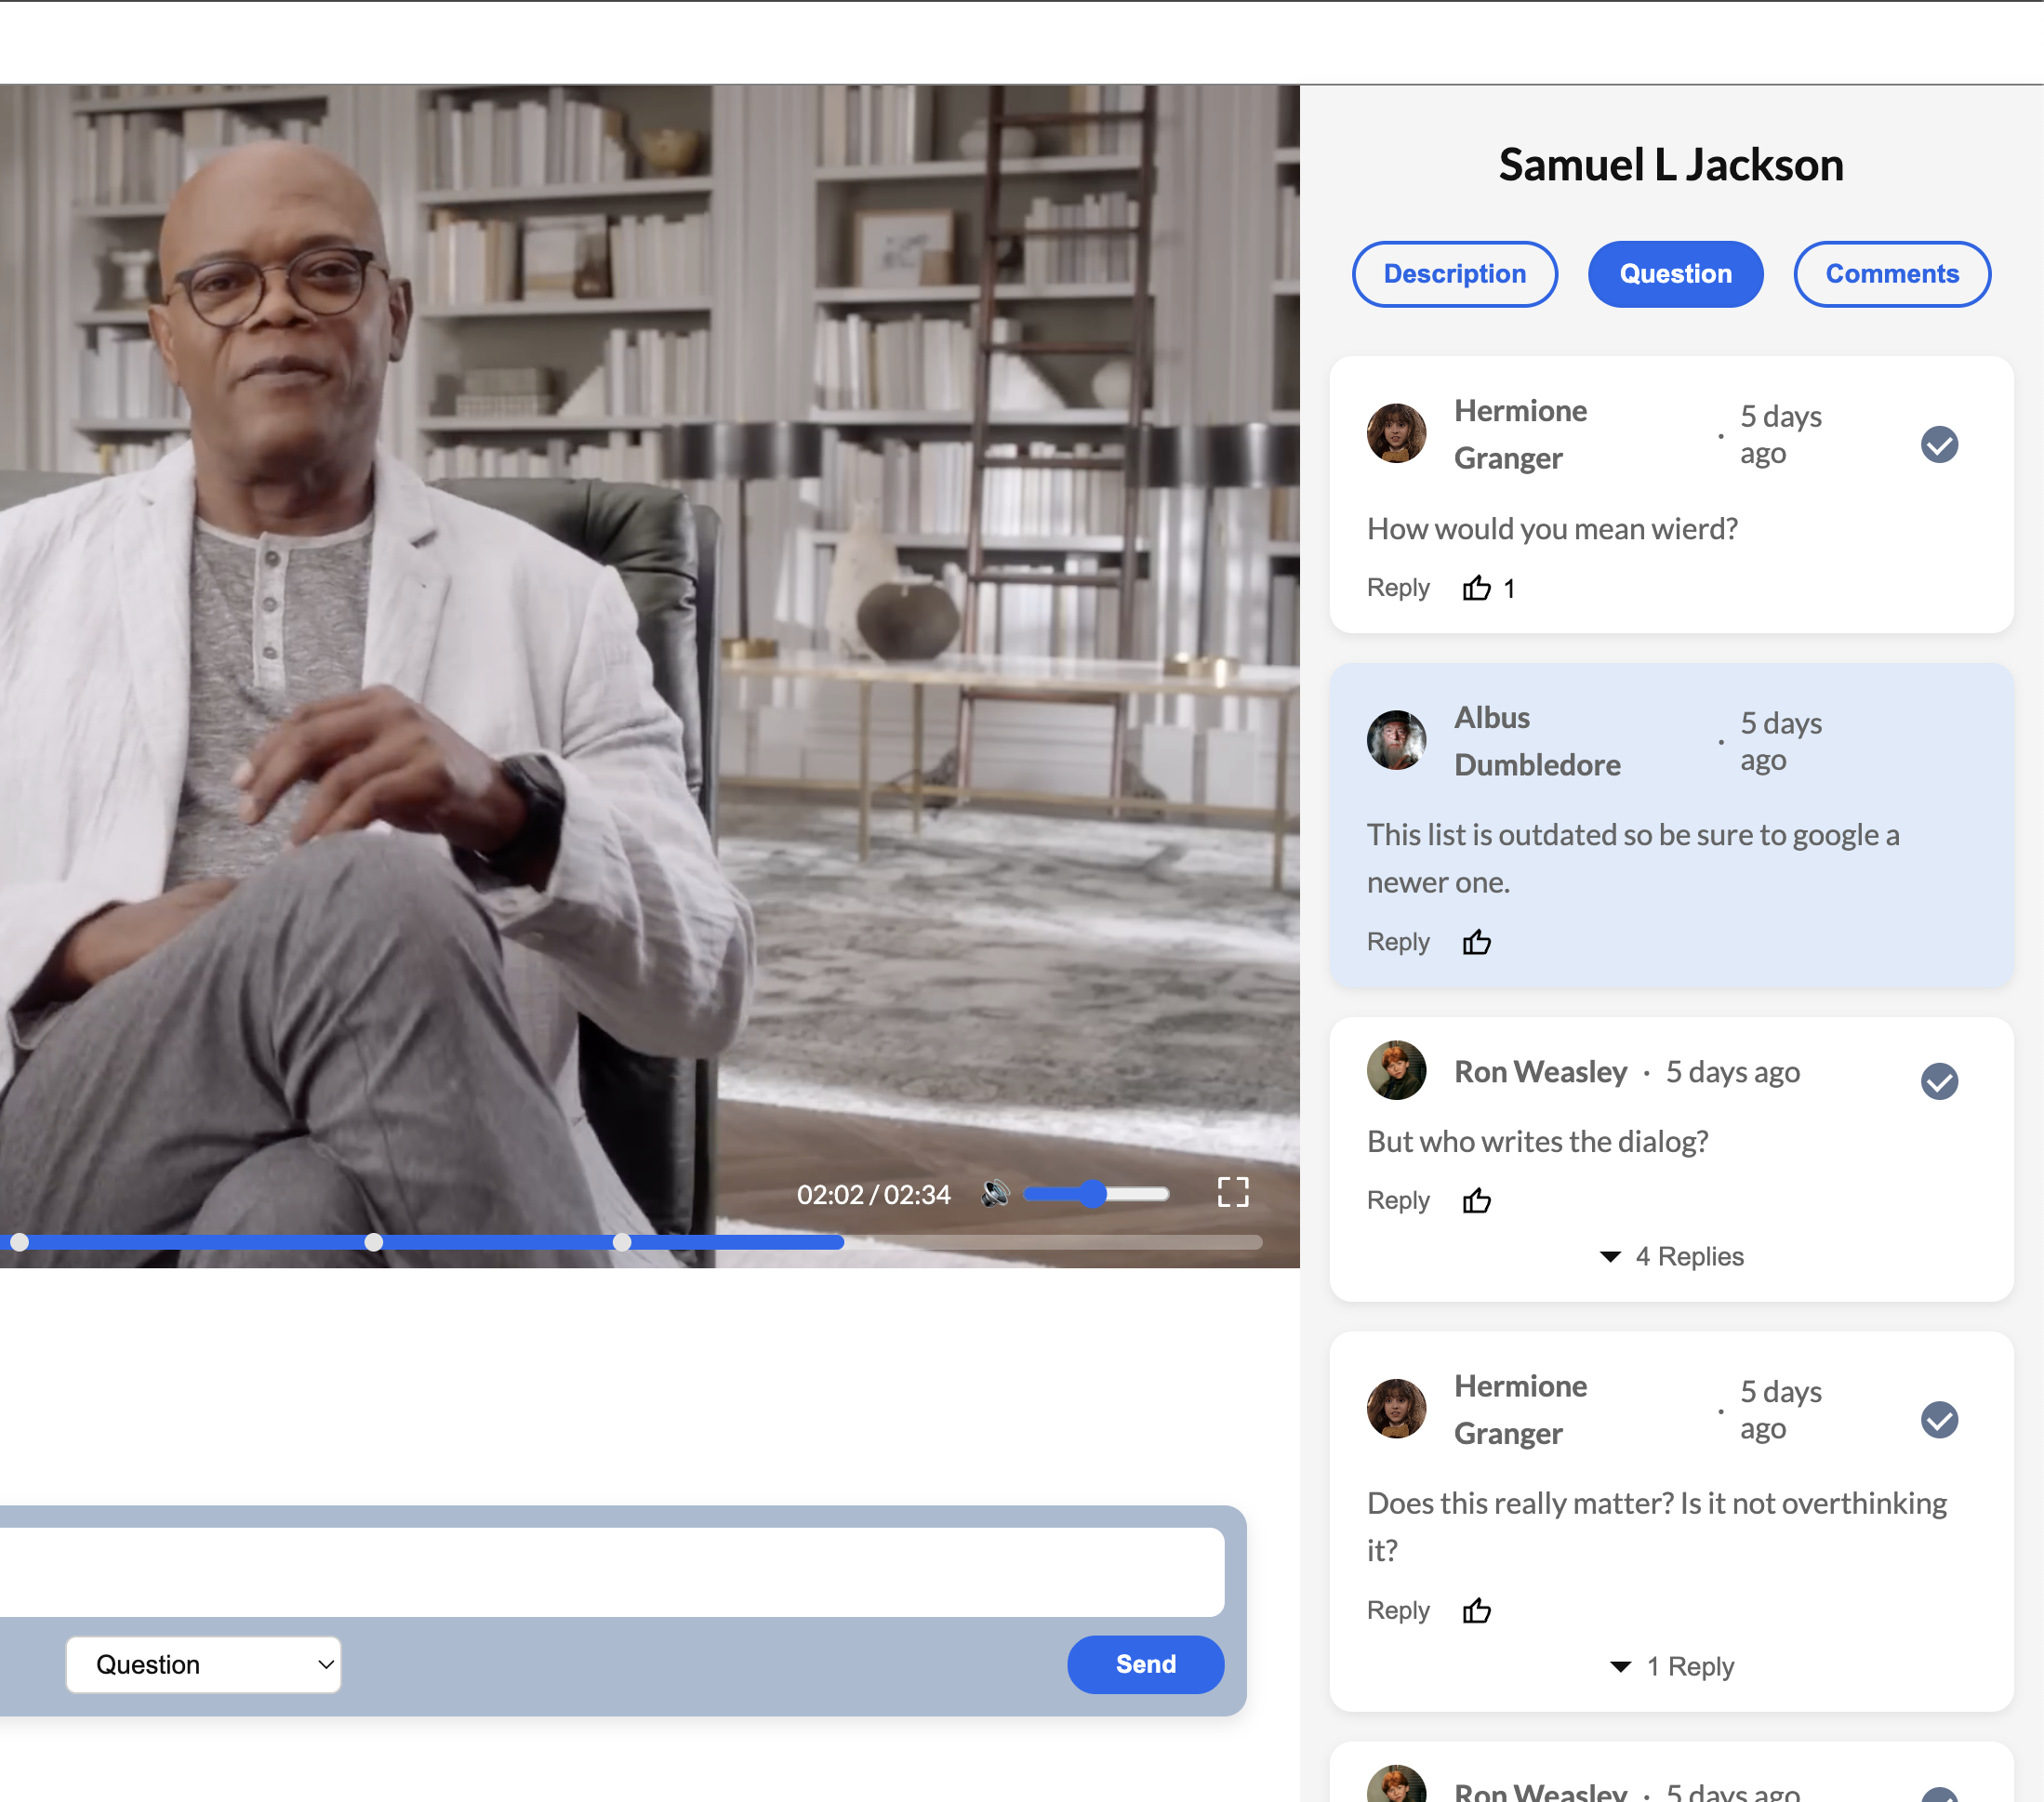 Samuel L Jackson
Description Question Comments
Hermione
Granger
· 5 days
ago
How would you mean wierd?
Reply 1
Albus
Dumbledore
· 5 days
ago
This list is outdated so be sure to google a
newer one.
Reply
Ron Weasley · 5 days ago
But who writes the dialog?
Reply
4 Replies
Hermione
Granger
· 5 days
ago
Does this really matter? Is it not overthinking
it?
Reply
1 Reply
Ron Weasley · 5 days ago
02:02 / 02:34
Question
Send